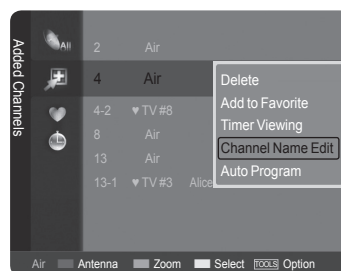 Added Channels
All
2 Air
4 Air
4-2 ♥ TV #8
8 Air
13 Air
13-1 ♥ TV #3 Alice
Delete
Add to Favorite
Timer Viewing
Channel Name Edit
Auto Program
Air Antenna Zoom Select TOOLS Option